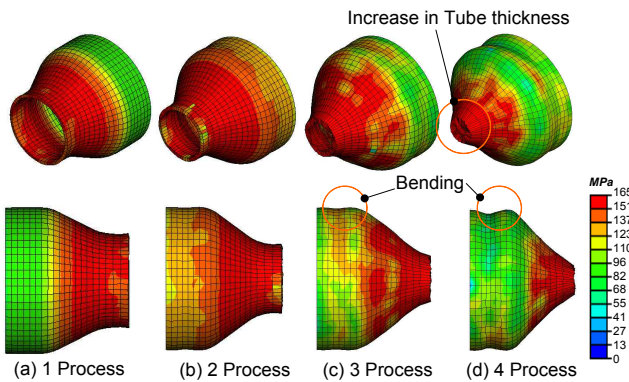 Increase in Tube thickness
Bending
MPa
165
151
137
123
110
96
82
68
55
41
27
13
0
(a) 1 Process
(b) 2 Process
(c) 3 Process
(d) 4 Process